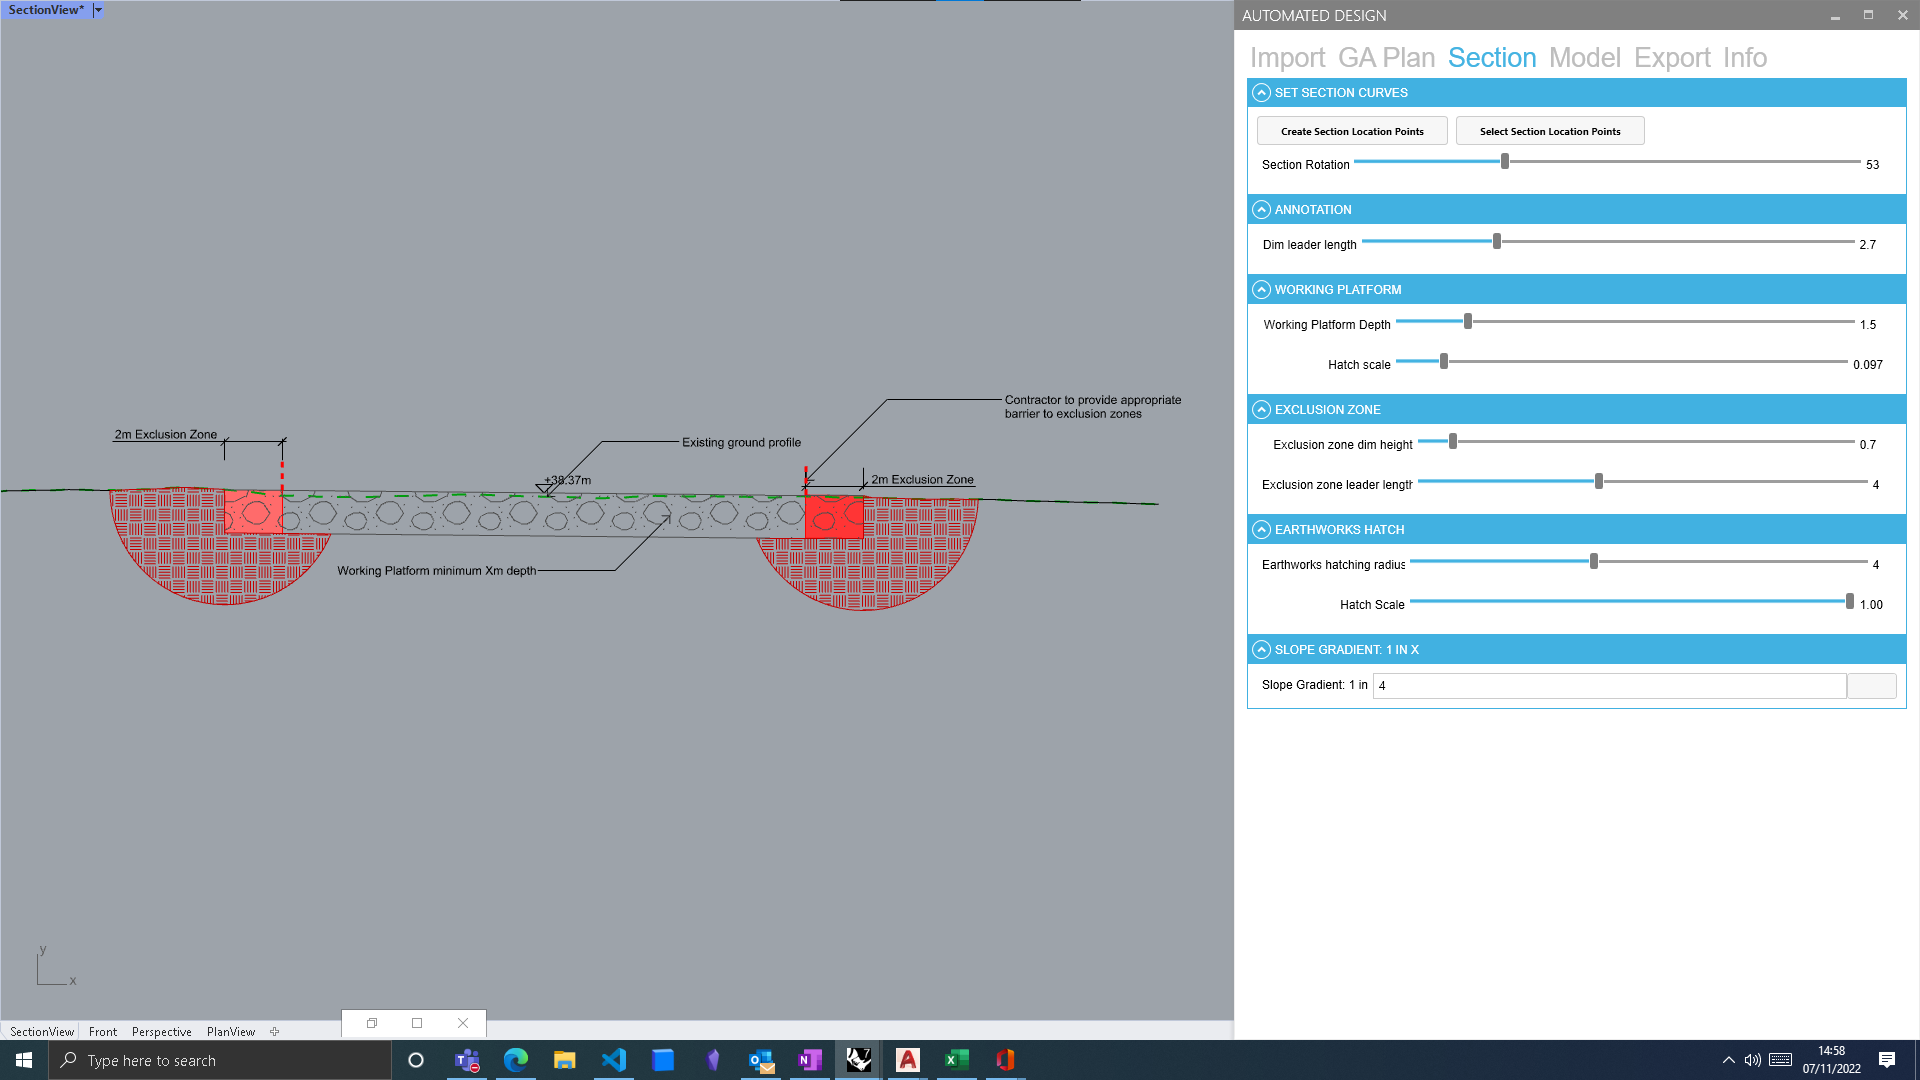 SectionView*
AUTOMATED DESIGN
Import GA Plan Section Model Export Info
SET SECTION CURVES
Create Section Location Points
Select Section Location Points
Section Rotation 53
ANNOTATION
Dim leader length 2.7
WORKING PLATFORM
Working Platform Depth 1.5
Hatch scale 0.097
EXCLUSION ZONE
Exclusion zone dim height 0.7
Exclusion zone leader length 4
EARTHWORKS HATCH
Earthworks hatching radius 4
Hatch Scale 1.00
SLOPE GRADIENT: 1 IN X
Slope Gradient: 1 in 4
Contractor to provide appropriate
barrier to exclusion zones
2m Exclusion Zone
Existing ground profile
+38.37m
2m Exclusion Zone
Working Platform minimum Xm depth
y
x
SectionView Front Perspective PlanView
Type here to search
14:58
07/11/2022